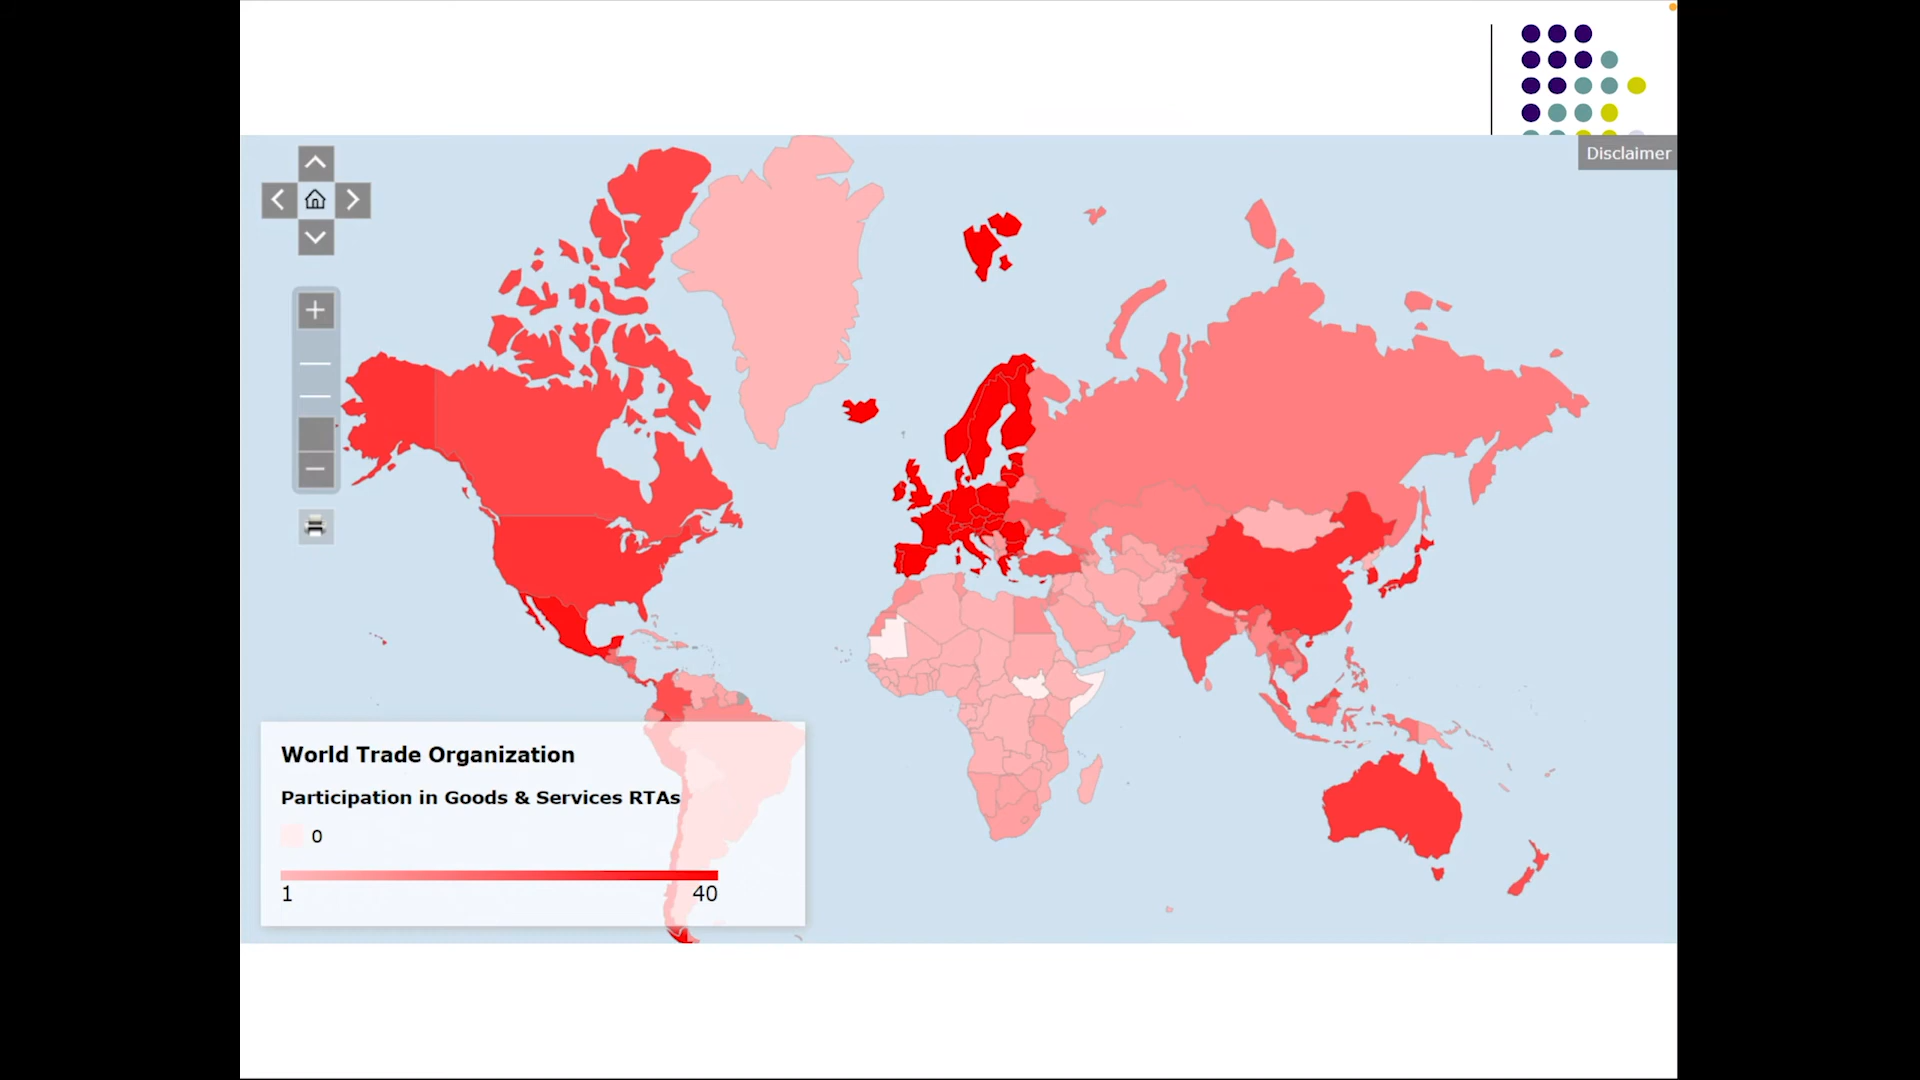 Disclaimer
World Trade Organization
Participation in Goods & Services RTAs
0
1 40